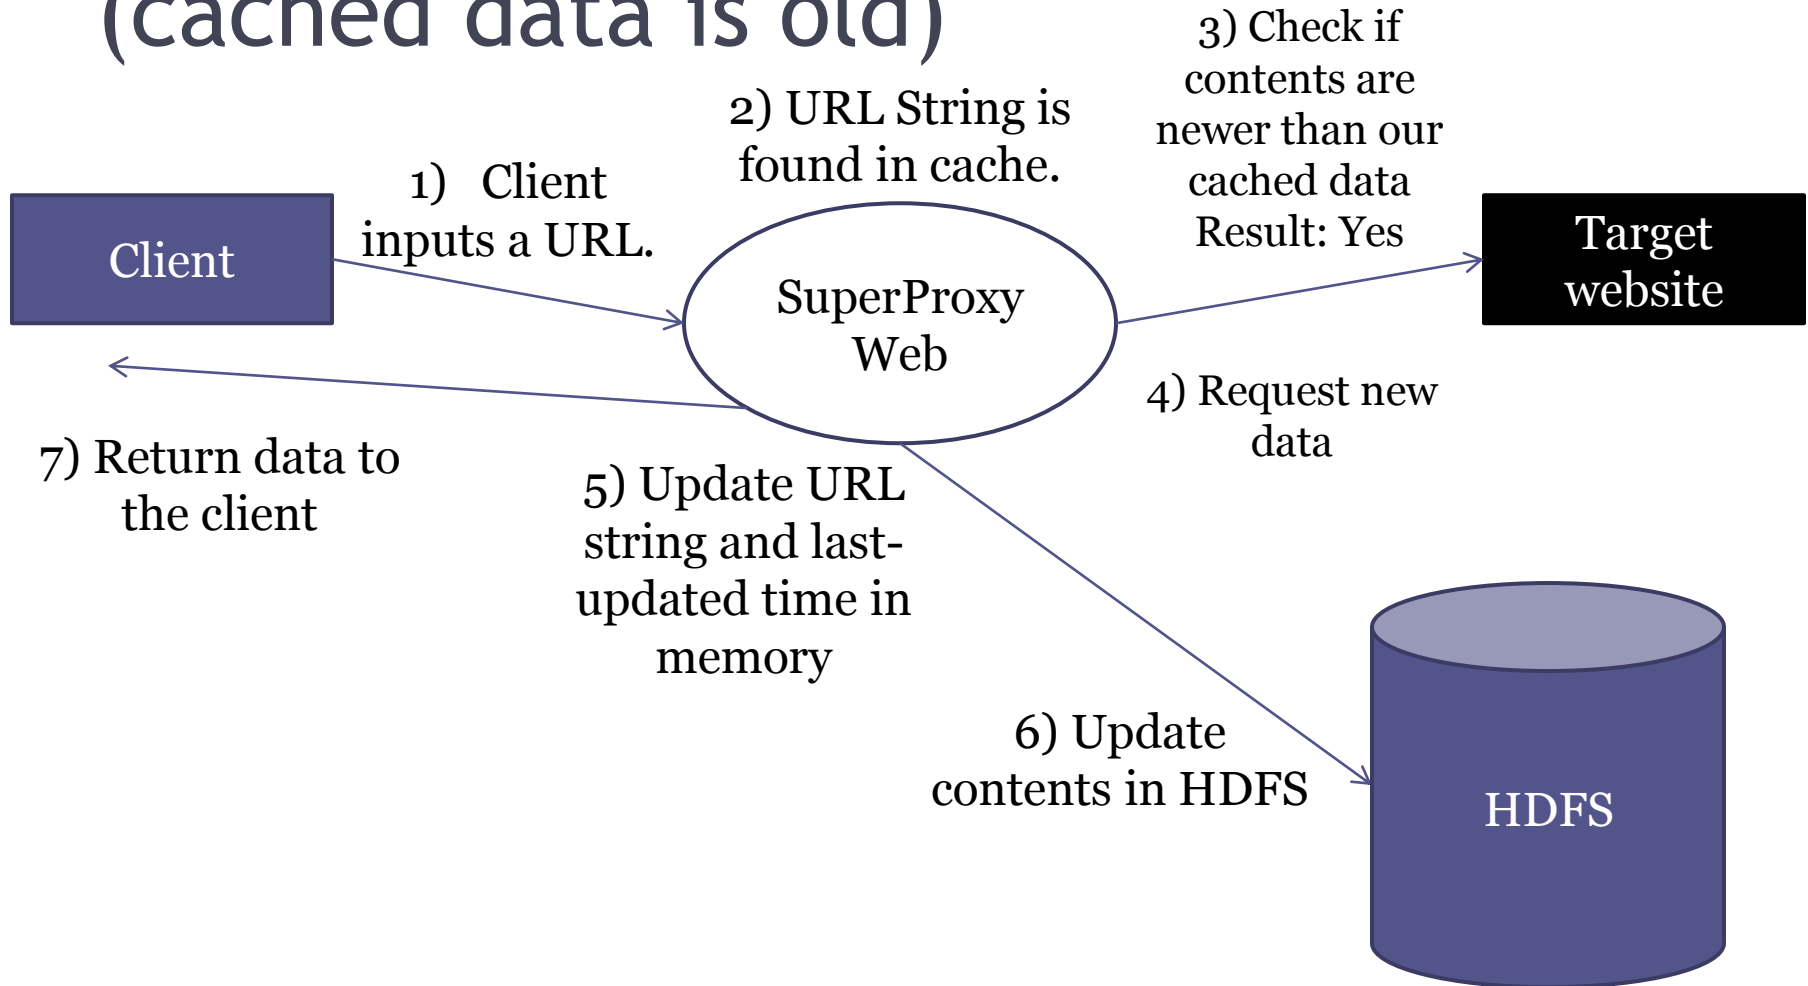 (cached data is old)
3) Check if
contents are
newer than our
cached data
Result: Yes
2) URL String is
found in cache.
1) Client
inputs a URL.
Client
SuperProxy
Web
Target
website
4) Request new
data
7) Return data to
the client
5) Update URL
string and last-
updated time in
memory
6) Update
contents in HDFS
HDFS